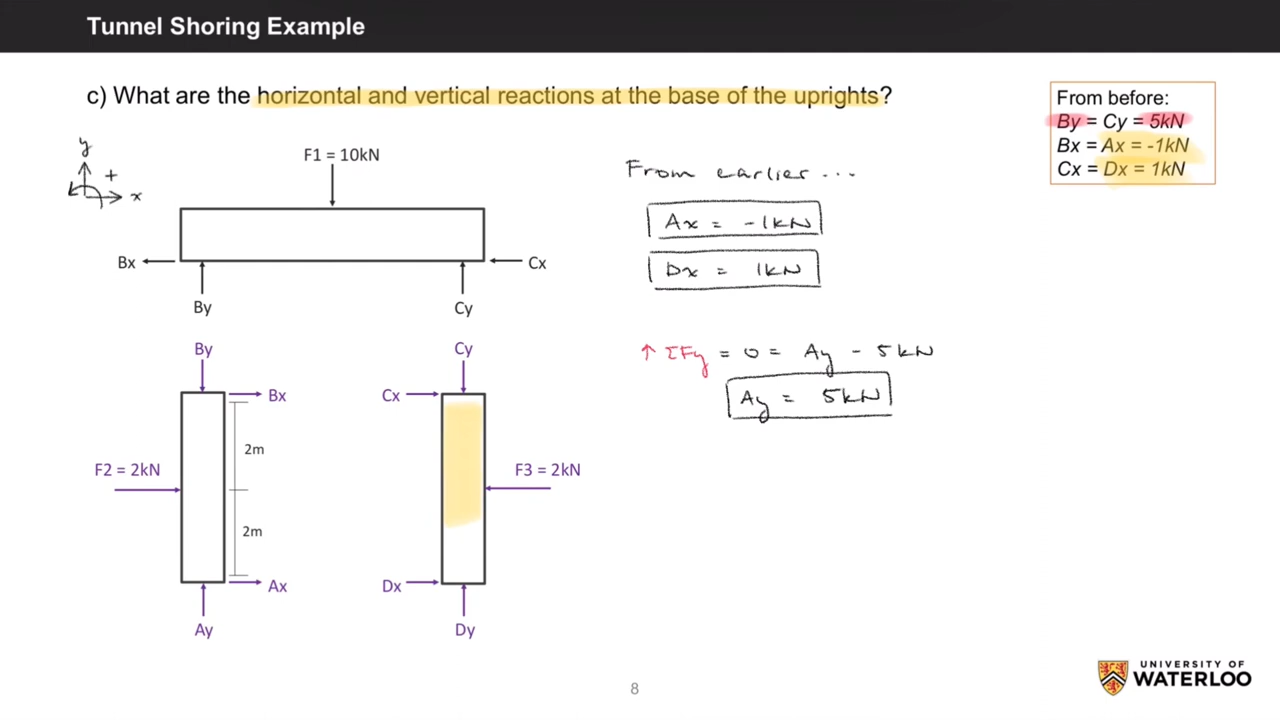 Tunnel Shoring Example
c) What are the horizontal and vertical reactions at the base of the uprights?
From before:
By = Cy = 5kN
Bx = Ax = -1kN
Cx = Dx = 1kN
y
+
x
F1 = 10kN
Bx
Cx
By
Cy
From earlier...
Ax = -1kN
Dx = 1kN
By
Cy
Bx
Cx
2m
F2 = 2kN
F3 = 2kN
2m
Ax
Dx
Ay
Dy
↑ ΣFy = 0 = Ay - 5kN
Ay = 5kN
8
UNIVERSITY OF
WATERLOO